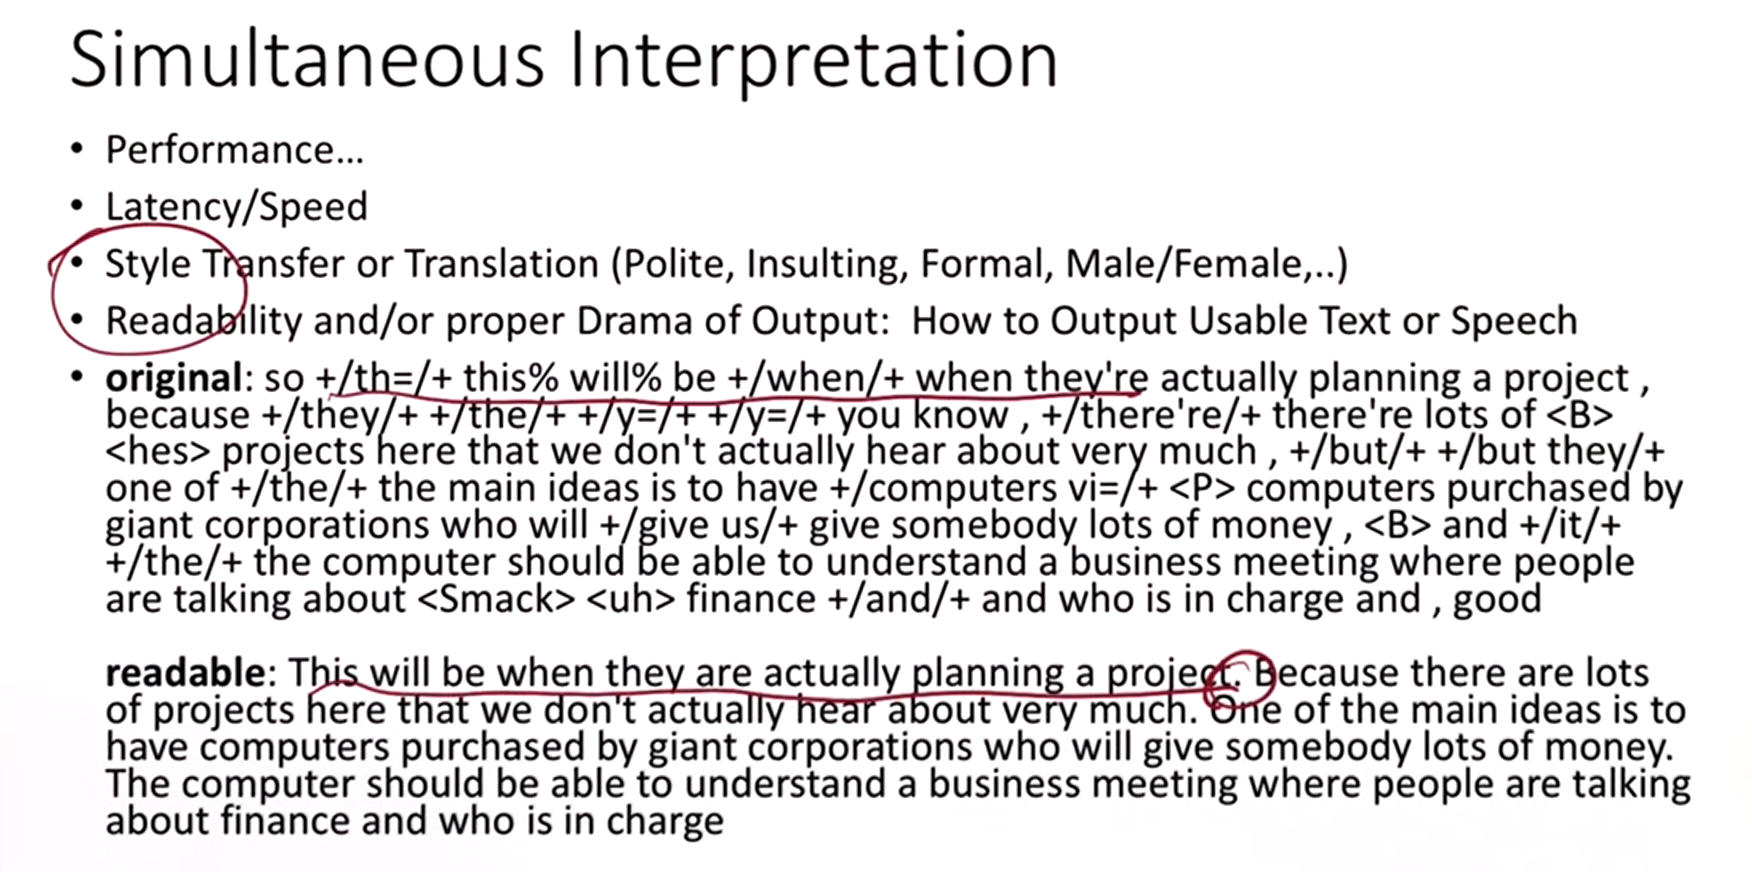 Simultaneous Interpretation
• Performance...
• Latency/Speed
• Style Transfer or Translation (Polite, Insulting, Formal, Male/Female,..)
• Readability and/or proper Drama of Output:  How to Output Usable Text or Speech
• original: so +/th=/+ this% will% be +/when/+ when they're actually planning a project ,
because +/they/+ +/the/+ +/y=/+ +/y=/+ you know , +/there're/+ there're lots of <B>
<hes> projects here that we don't actually hear about very much , +/but/+ +/but they/+
one of +/the/+ the main ideas is to have +/computers vi=/+ <P> computers purchased by
giant corporations who will +/give us/+ give somebody lots of money , <B> and +/it/+
+/the/+ the computer should be able to understand a business meeting where people
are talking about <Smack> <uh> finance +/and/+ and who is in charge and , good
readable: This will be when they are actually planning a project. Because there are lots
of projects here that we don't actually hear about very much. One of the main ideas is to
have computers purchased by giant corporations who will give somebody lots of money.
The computer should be able to understand a business meeting where people are talking
about finance and who is in charge